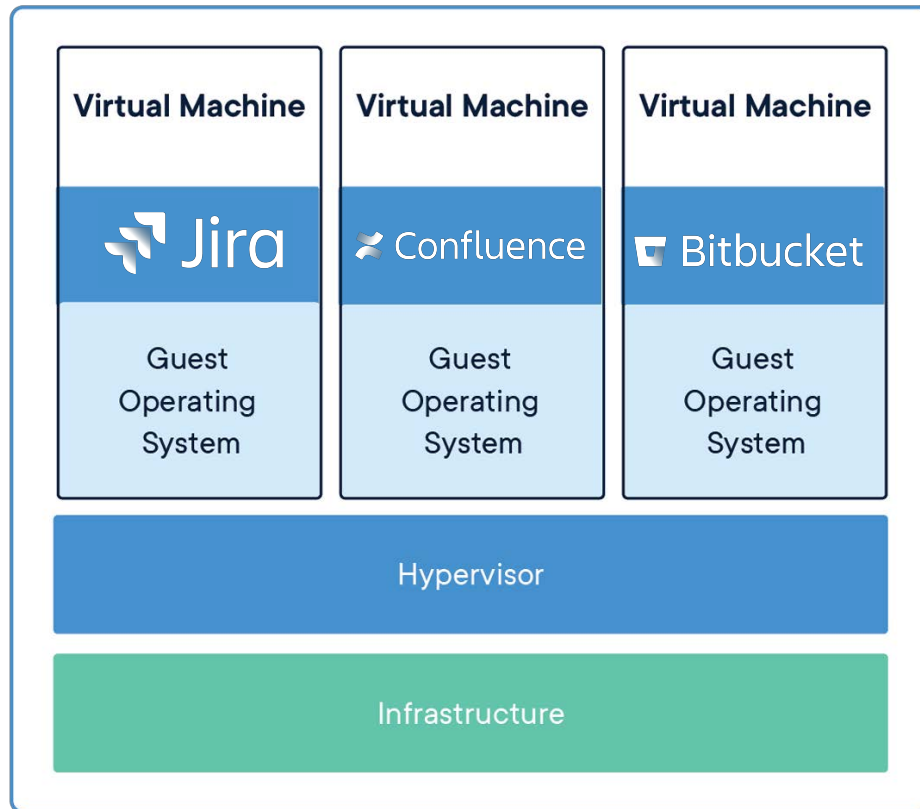 Virtual Machine
Virtual Machine
Virtual Machine
Jira
Confluence
Bitbucket
Guest
Operating
System
Guest
Operating
System
Guest
Operating
System
Hypervisor
Infrastructure